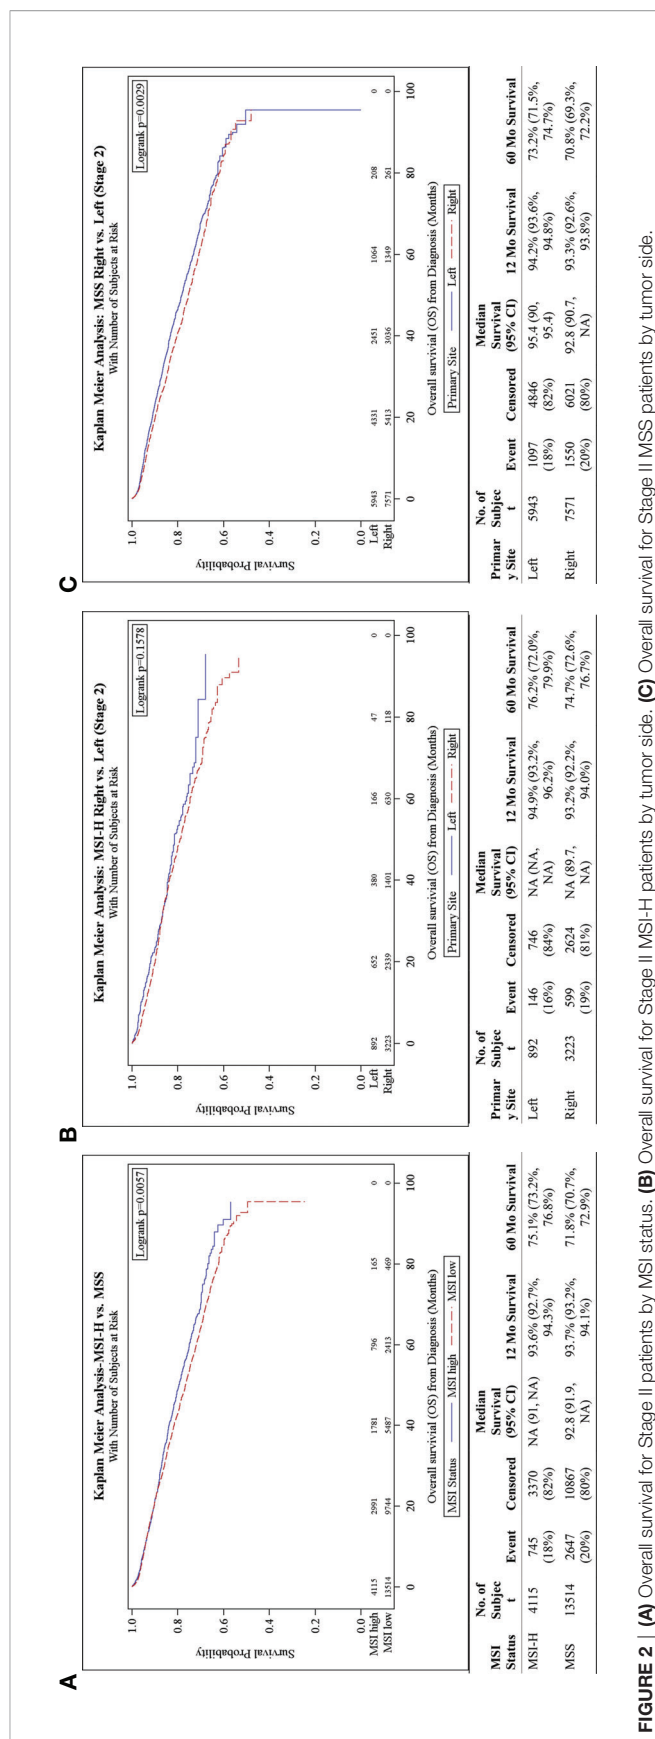 A
Kaplan Meier Analysis-MSI-H vs. MSS
With Number of Subjects at Risk
Logrank p=0.0057
Survival Probability
1.0
0.8
0.6
0.4
0.2
0.0
MSI high 4115 2991 1781 796 165 0
MSI low 13514 9744 5487 2413 469 0
0 20 40 60 80 100
Overall survivial (OS) from Diagnosis (Months)
MSI Status MSI high MSI low
MSI Status No. of Subjec t Event Censored Median Survival (95% CI) 12 Mo Survival 60 Mo Survival
MSI-H 4115 745 (18%) 3370 (82%) NA (91, NA) 93.6% (92.7%, 94.3%) 75.1% (73.2%, 76.8%)
MSS 13514 2647 (20%) 10867 (80%) 92.8 (91.9, NA) 93.7% (93.2%, 94.1%) 71.8% (70.7%, 72.9%)
B
Kaplan Meier Analysis: MSI-H Right vs. Left (Stage 2)
With Number of Subjects at Risk
Logrank p=0.1578
Survival Probability
1.0
0.8
0.6
0.4
0.2
0.0
Left 892 652 380 166 47 0
Right 3223 2339 1401 630 118 0
0 20 40 60 80 100
Overall survivial (OS) from Diagnosis (Months)
Primary Site Left Right
Primar y Site No. of Subjec t Event Censored Median Survival (95% CI) 12 Mo Survival 60 Mo Survival
Left 892 146 (16%) 746 (84%) NA (NA, NA) 94.9% (93.2%, 96.2%) 76.2% (72.0%, 79.9%)
Right 3223 599 (19%) 2624 (81%) NA (89.7, NA) 93.2% (92.2%, 94.0%) 74.7% (72.6%, 76.7%)
C
Kaplan Meier Analysis: MSS Right vs. Left (Stage 2)
With Number of Subjects at Risk
Logrank p=0.0029
Survival Probability
1.0
0.8
0.6
0.4
0.2
0.0
Left 5943 4331 2451 1064 208 0
Right 7571 5413 3036 1349 261 0
0 20 40 60 80 100
Overall survivial (OS) from Diagnosis (Months)
Primary Site Left Right
Primar y Site No. of Subjec t Event Censored Median Survival (95% CI) 12 Mo Survival 60 Mo Survival
Left 5943 1097 (18%) 4846 (82%) 95.4 (90, 95.4) 94.2% (93.6%, 94.8%) 73.2% (71.5%, 74.7%)
Right 7571 1550 (20%) 6021 (80%) 92.8 (90.7, NA) 93.3% (92.6%, 93.8%) 70.8% (69.3%, 72.2%)
FIGURE 2 | (A) Overall survival for Stage II patients by MSI status. (B) Overall survival for Stage II MSI-H patients by tumor side. (C) Overall survival for Stage II MSS patients by tumor side.